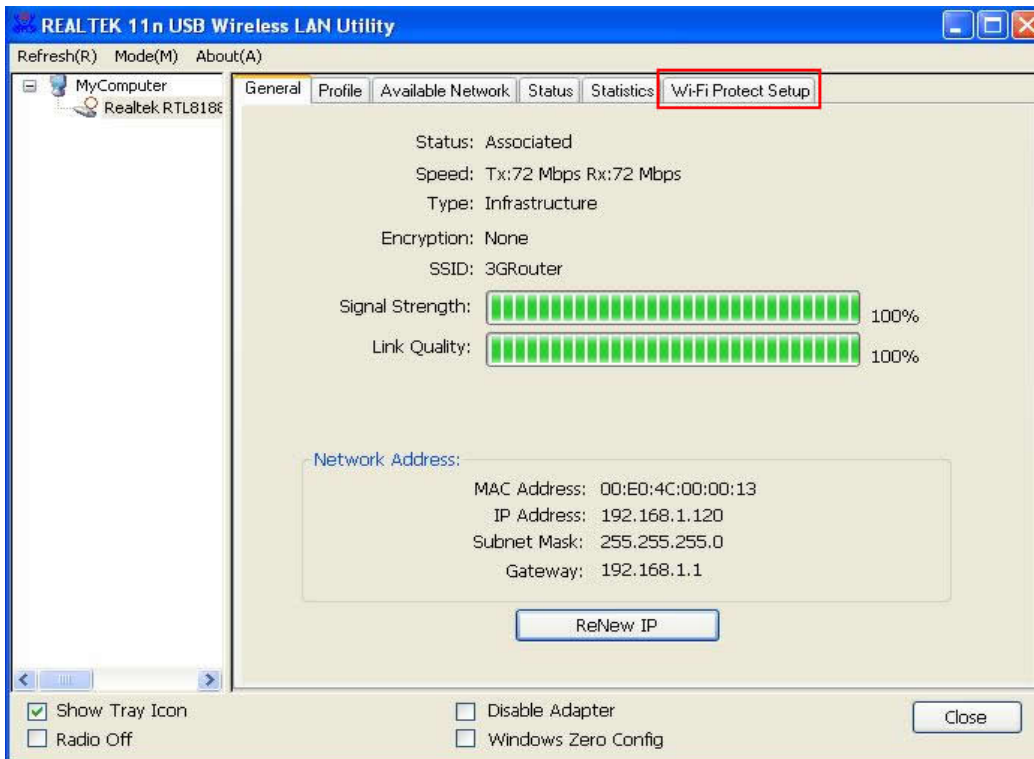 REALTEK 11n USB Wireless LAN Utility
Refresh(R) Mode(M) About(A)
MyComputer
Realtek RTL8188
General Profile Available Network Status Statistics Wi-Fi Protect Setup
Status: Associated
Speed: Tx:72 Mbps Rx:72 Mbps
Type: Infrastructure
Encryption: None
SSID: 3GRouter
Signal Strength: 100%
Link Quality: 100%
Network Address:
MAC Address: 00:E0:4C:00:00:13
IP Address: 192.168.1.120
Subnet Mask: 255.255.255.0
Gateway: 192.168.1.1
ReNew IP
Show Tray Icon Disable Adapter Close
Radio Off Windows Zero Config